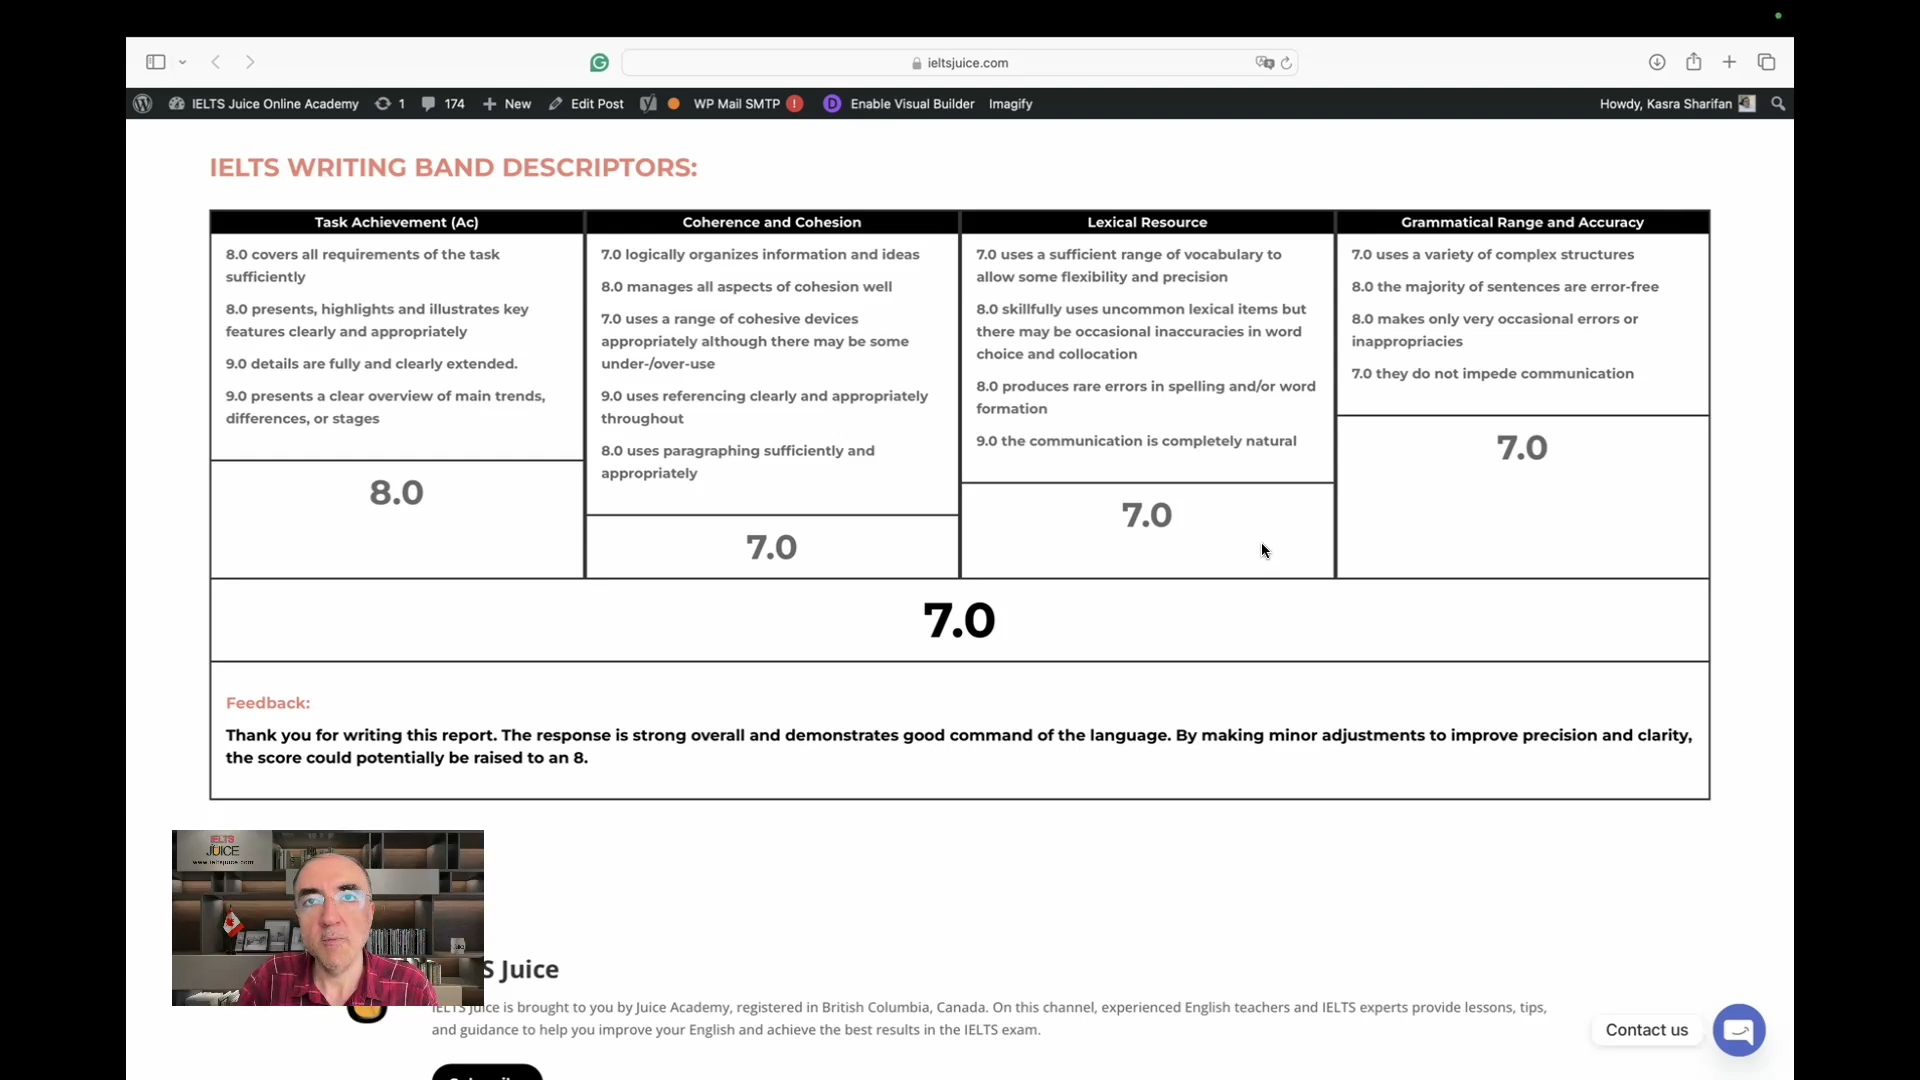 ieltsjuice.com
IELTS Juice Online Academy 1 174 New Edit Post WP Mail SMTP ! Enable Visual Builder Imagify Howdy, Kasra Sharifan
IELTS WRITING BAND DESCRIPTORS:
Task Achievement (Ac)
8.0 covers all requirements of the task
sufficiently
8.0 presents, highlights and illustrates key
features clearly and appropriately
9.0 details are fully and clearly extended.
9.0 presents a clear overview of main trends,
differences, or stages
8.0
Coherence and Cohesion
7.0 logically organizes information and ideas
8.0 manages all aspects of cohesion well
7.0 uses a range of cohesive devices
appropriately although there may be some
under-/over-use
9.0 uses referencing clearly and appropriately
throughout
8.0 uses paragraphing sufficiently and
appropriately
7.0
Lexical Resource
7.0 uses a sufficient range of vocabulary to
allow some flexibility and precision
8.0 skillfully uses uncommon lexical items but
there may be occasional inaccuracies in word
choice and collocation
8.0 produces rare errors in spelling and/or word
formation
9.0 the communication is completely natural
7.0
Grammatical Range and Accuracy
7.0 uses a variety of complex structures
8.0 the majority of sentences are error-free
8.0 makes only very occasional errors or
inappropriacies
7.0 they do not impede communication
7.0
7.0
Feedback:
Thank you for writing this report. The response is strong overall and demonstrates good command of the language. By making minor adjustments to improve precision and clarity,
the score could potentially be raised to an 8.
IELTS
JUICE
www.ieltsjuice.com
S Juice
IELTS Juice is brought to you by Juice Academy, registered in British Columbia, Canada. On this channel, experienced English teachers and IELTS experts provide lessons, tips,
and guidance to help you improve your English and achieve the best results in the IELTS exam.
Contact us